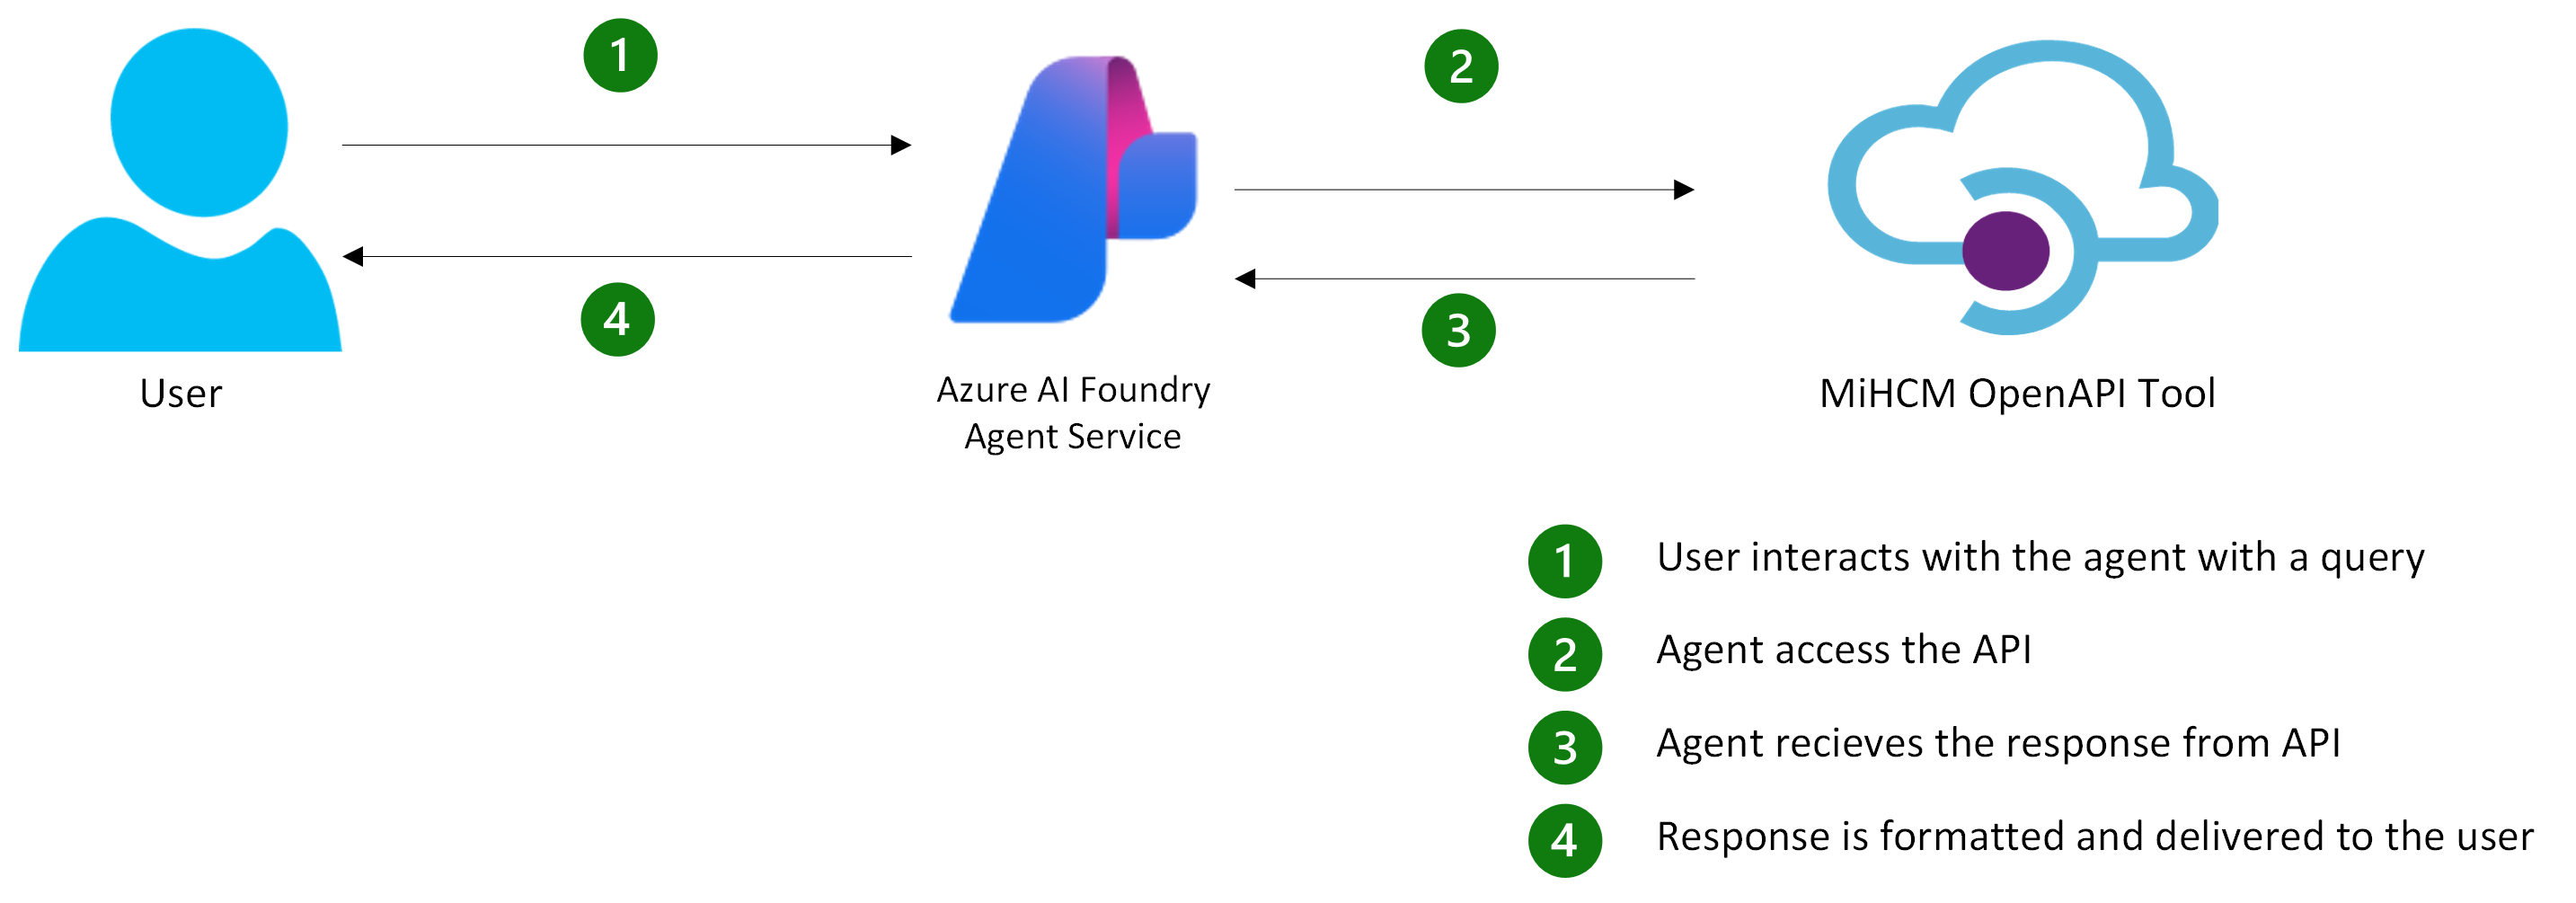 1
2
4
3
User
Azure AI Foundry
Agent Service
MiHCM OpenAPI Tool
1 User interacts with the agent with a query
2 Agent access the API
3 Agent recieves the response from API
4 Response is formatted and delivered to the user